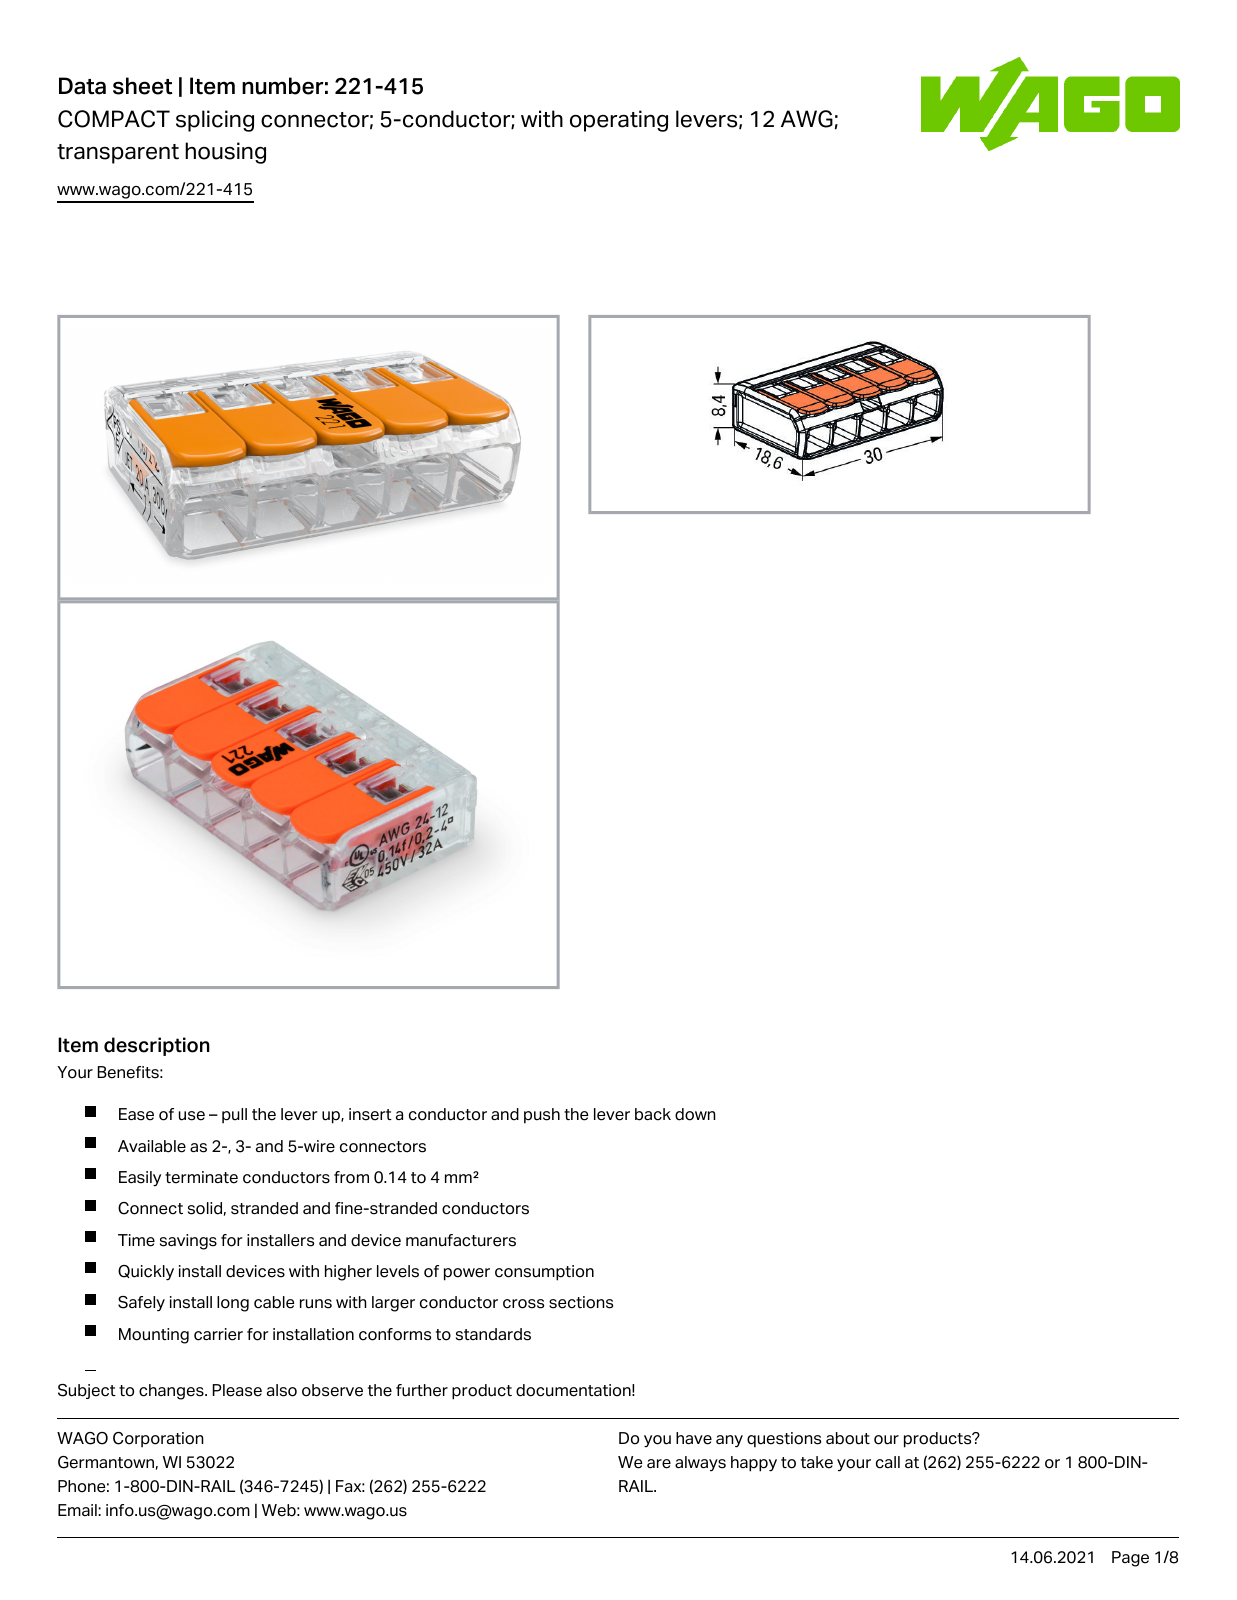 Data sheet | Item number: 221-415
COMPACT splicing connector; 5-conductor; with operating levers; 12 AWG;
transparent housing
www.wago.com/221-415
WAGO
WAGO
221
8,4
18,6
30
WAGO
221
AWG 24-12
0,14f/0,2-4
450V/32A
05
Item description
Your Benefits:
■ Ease of use – pull the lever up, insert a conductor and push the lever back down
■ Available as 2-, 3- and 5-wire connectors
■ Easily terminate conductors from 0.14 to 4 mm²
■ Connect solid, stranded and fine-stranded conductors
■ Time savings for installers and device manufacturers
■ Quickly install devices with higher levels of power consumption
■ Safely install long cable runs with larger conductor cross sections
■ Mounting carrier for installation conforms to standards
Subject to changes. Please also observe the further product documentation!
WAGO Corporation
Germantown, WI 53022
Phone: 1-800-DIN-RAIL (346-7245) | Fax: (262) 255-6222
Email: info.us@wago.com | Web: www.wago.us
Do you have any questions about our products?
We are always happy to take your call at (262) 255-6222 or 1 800-DIN-
RAIL.
14.06.2021 Page 1/8